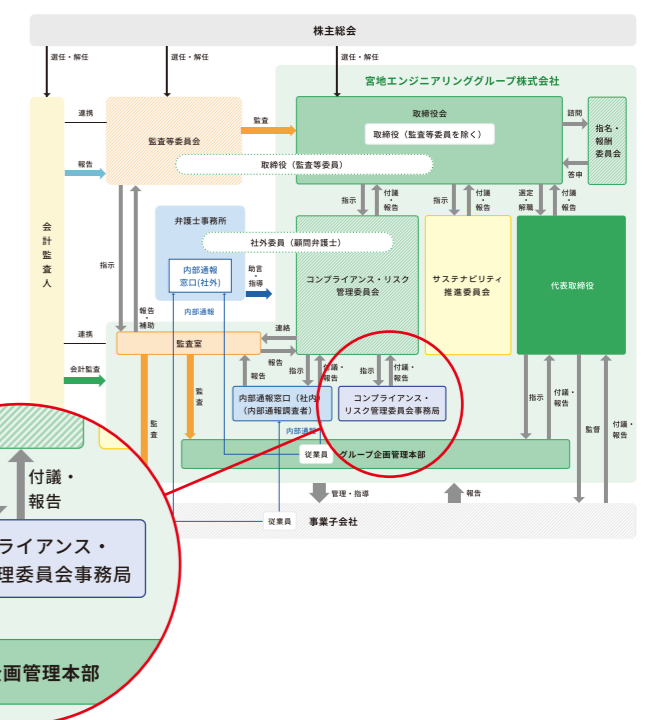 株主総会
選任・解任
選任・解任
選任・解任
宮地エンジニアリンググループ株式会社
連携
監査等委員会
監査
取締役会
取締役（監査等委員を除く）
諮問
指名・
報酬
委員会
報告
取締役（監査等委員）
答申
会計監査人
指示
付議・
報告
指示
付議・
報告
選定・
解職
付議・
報告
弁護士事務所
社外委員（顧問弁護士）
指示
内部通報
窓口(社外)
助言・
指導
コンプライアンス・リスク
管理委員会
サステナビリティ
推進委員会
代表取締役
報告・
補助
内部通報
連携
監査室
連絡
会計監査
報告
報告
指示
付議・
報告
指示
付議・
報告
監査
監査
内部通報窓口（社内）
（内部通報調査者）
コンプライアンス・
リスク管理委員会事務局
指示
付議・
報告
監督
付議・
報告
内部通報
従業員
グループ企画管理本部
管理・指導
報告
従業員
事業子会社
付議・
報告
ライアンス・
理委員会事務局
画管理本部